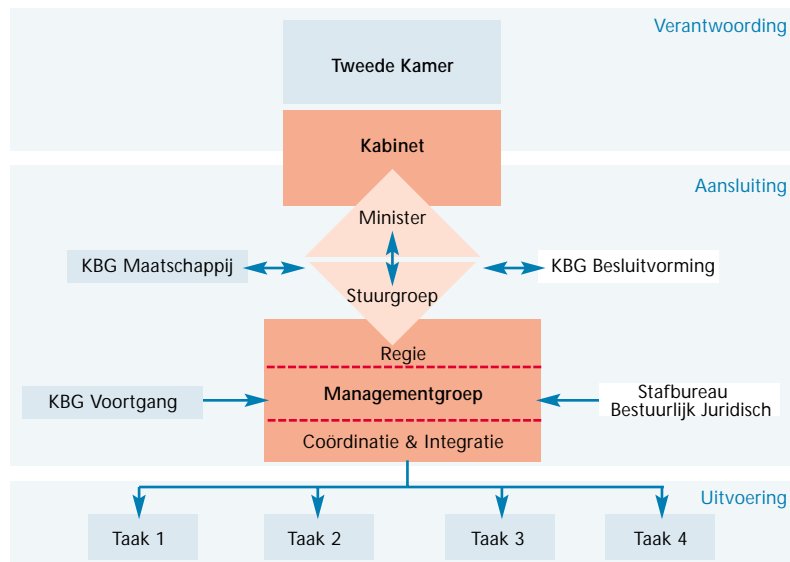 Verantwoording
Tweede Kamer
Kabinet
Aansluiting
Minister
KBG Maatschappij
KBG Besluitvorming
Stuurgroep
Regie
KBG Voortgang
Managementgroep
Stafbureau
Bestuurlijk Juridisch
Coördinatie & Integratie
Uitvoering
Taak 1
Taak 2
Taak 3
Taak 4